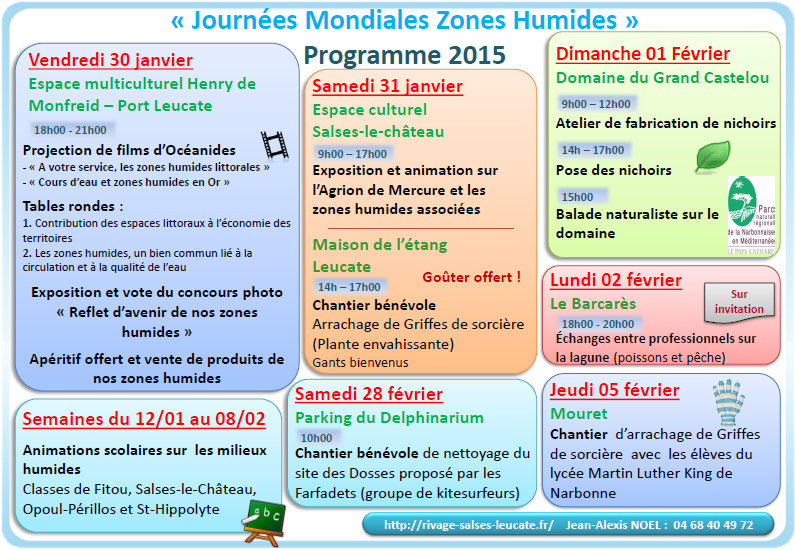 « Journées Mondiales Zones Humides »
Programme 2015
Vendredi 30 janvier
Espace multiculturel Henry de
Monfreid – Port Leucate
18h00 - 21h00
Projection de films d’Océanides
- « A votre service, les zones humides littorales »
- « Cours d’eau et zones humides en Or »
Tables rondes :
1. Contribution des espaces littoraux à l’économie des
territoires
2. Les zones humides, un bien commun lié à la
circulation et à la qualité de l’eau
Exposition et vote du concours photo
« Reflet d’avenir de nos zones
humides »
Apéritif offert et vente de produits de
nos zones humides
Semaines du 12/01 au 08/02
Animations scolaires sur les milieux
humides
Classes de Fitou, Salses-le-Château,
Opoul-Périllos et St-Hippolyte
a b c
Samedi 31 janvier
Espace culturel
Salses-le-château
9h00 – 17h00
Exposition et animation sur
l’Agrion de Mercure et les
zones humides associées
Maison de l’étang
Leucate
Goûter offert !
14h – 17h00
Chantier bénévole
Arrachage de Griffes de sorcière
(Plante envahissante)
Gants bienvenus
Samedi 28 février
Parking du Delphinarium
10h00
Chantier bénévole de nettoyage du
site des Dosses proposé par les
Farfadets (groupe de kitesurfeurs)
Dimanche 01 Février
Domaine du Grand Castelou
9h00 – 12h00
Atelier de fabrication de nichoirs
14h – 17h00
Pose des nichoirs
15h00
Balade naturaliste sur le
domaine
Parc
naturel
régional
de la Narbonnaise
en Méditerranée
LE PAYS CATHARE
Lundi 02 février
Le Barcarès
Sur
invitation
18h00 - 20h00
Échanges entre professionnels sur
la lagune (poissons et pêche)
Jeudi 05 février
Mouret
Chantier d’arrachage de Griffes
de sorcière avec les élèves du
lycée Martin Luther King de
Narbonne
http://rivage-salses-leucate.fr/ Jean-Alexis NOEL : 04 68 40 49 72